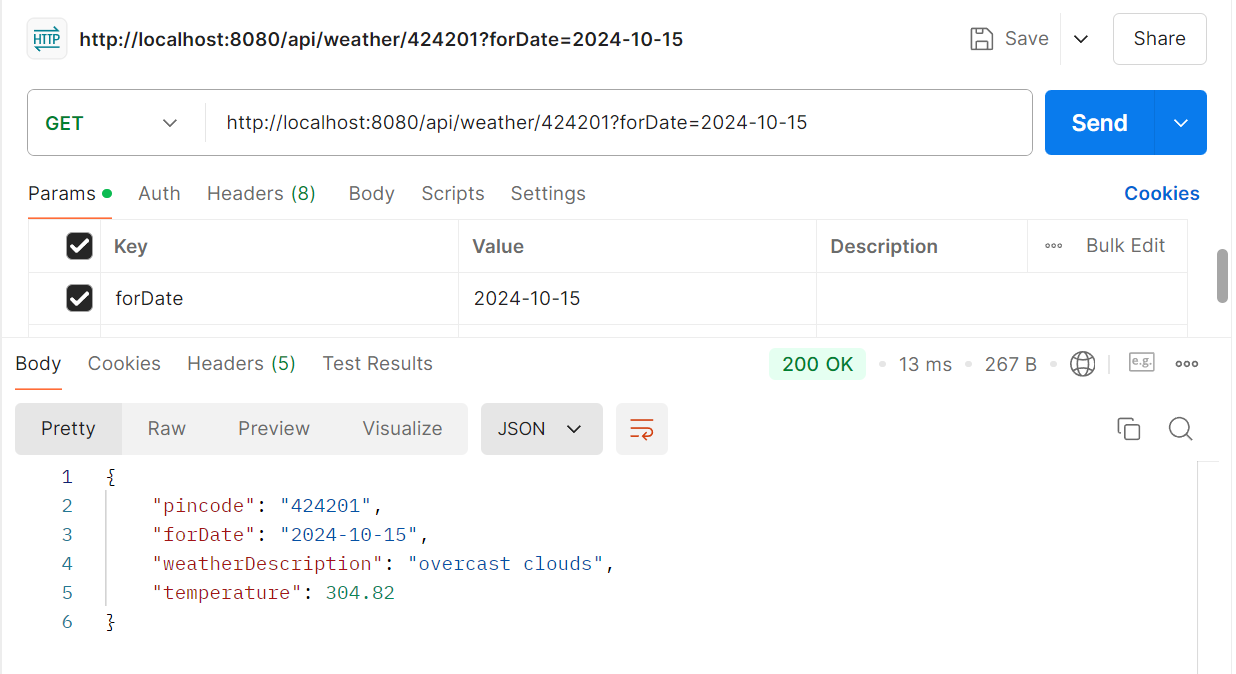 HTTP http://localhost:8080/api/weather/424201?forDate=2024-10-15 Save Share
GET http://localhost:8080/api/weather/424201?forDate=2024-10-15 Send
Params Auth Headers (8) Body Scripts Settings Cookies
Key Value Description Bulk Edit
forDate 2024-10-15
Body Cookies Headers (5) Test Results 200 OK 13 ms 267 B e.g.
Pretty Raw Preview Visualize JSON
1 {
2 "pincode": "424201",
3 "forDate": "2024-10-15",
4 "weatherDescription": "overcast clouds",
5 "temperature": 304.82
6 }